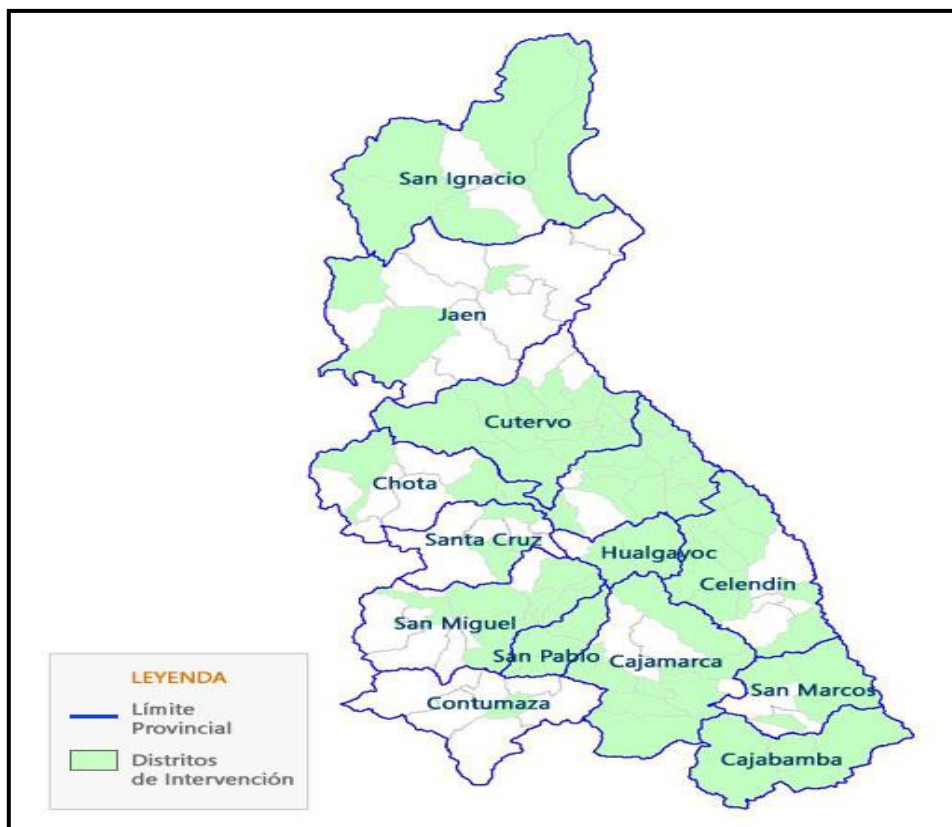 San Ignacio
Jaen
Cutervo
Chota
Santa Cruz
Hualgayoc
Celendin
San Miguel
San Pablo
Cajamarca
San Marcos
Contumaza
Cajabamba
LEYENDA
Límite
Provincial
Distritos
de Intervención